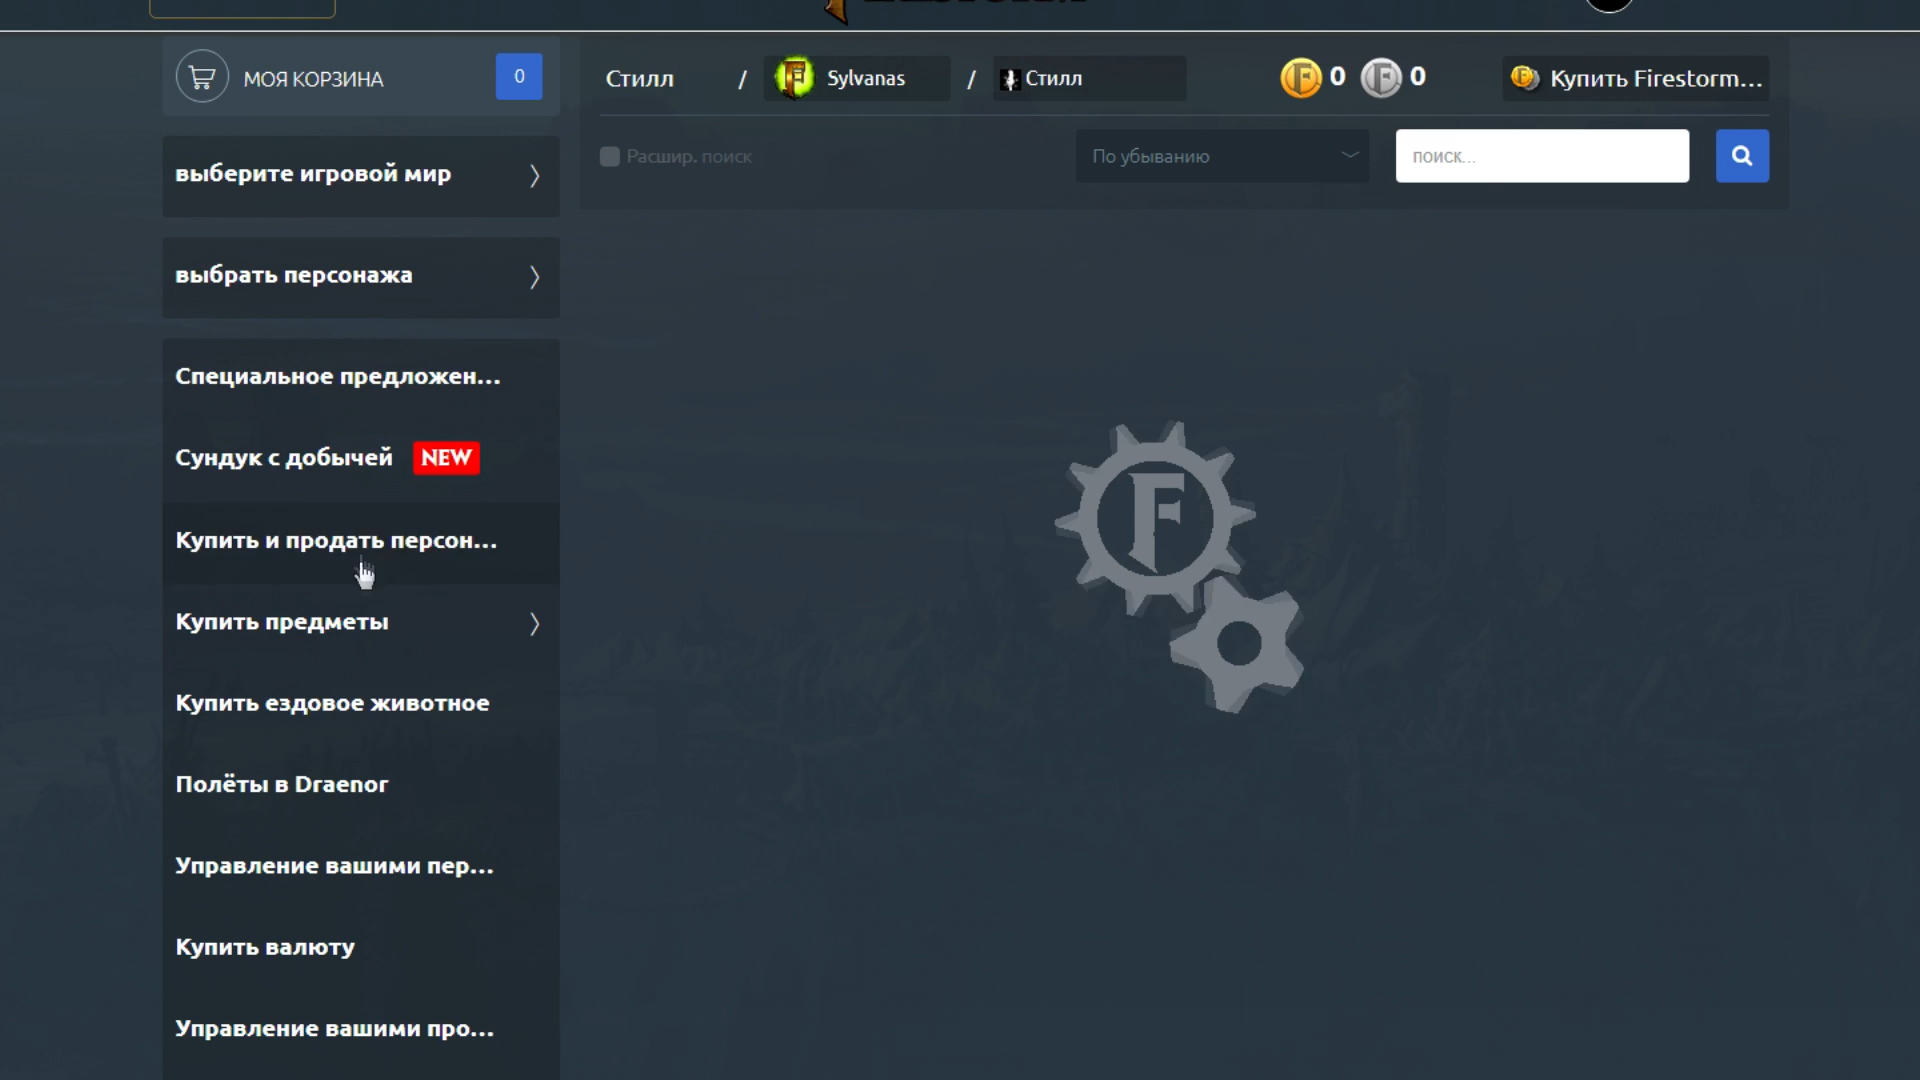 МОЯ КОРЗИНА 0
Стилл / Sylvanas / Стилл 0 0 Купить Firestorm...
Расшир. поиск По убыванию поиск...
выберите игровой мир
выбрать персонажа
Специальное предложен...
Сундук с добычей NEW
Купить и продать персон...
Купить предметы
Купить ездовое животное
Полёты в Draenor
Управление вашими пер...
Купить валюту
Управление вашими про...